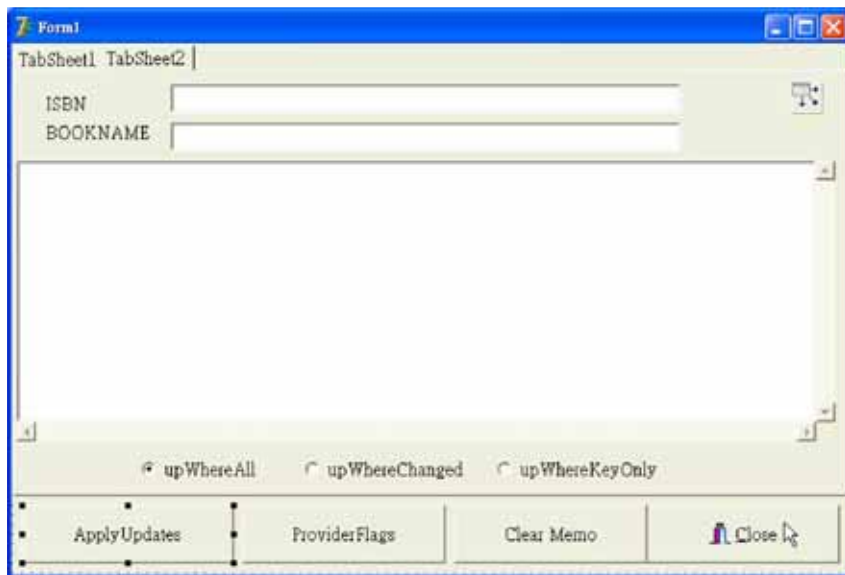 Form1
TabSheet1 TabSheet2
ISBN
BOOKNAME
upWhereAll upWhereChanged upWhereKeyOnly
ApplyUpdates ProviderFlags Clear Memo Close